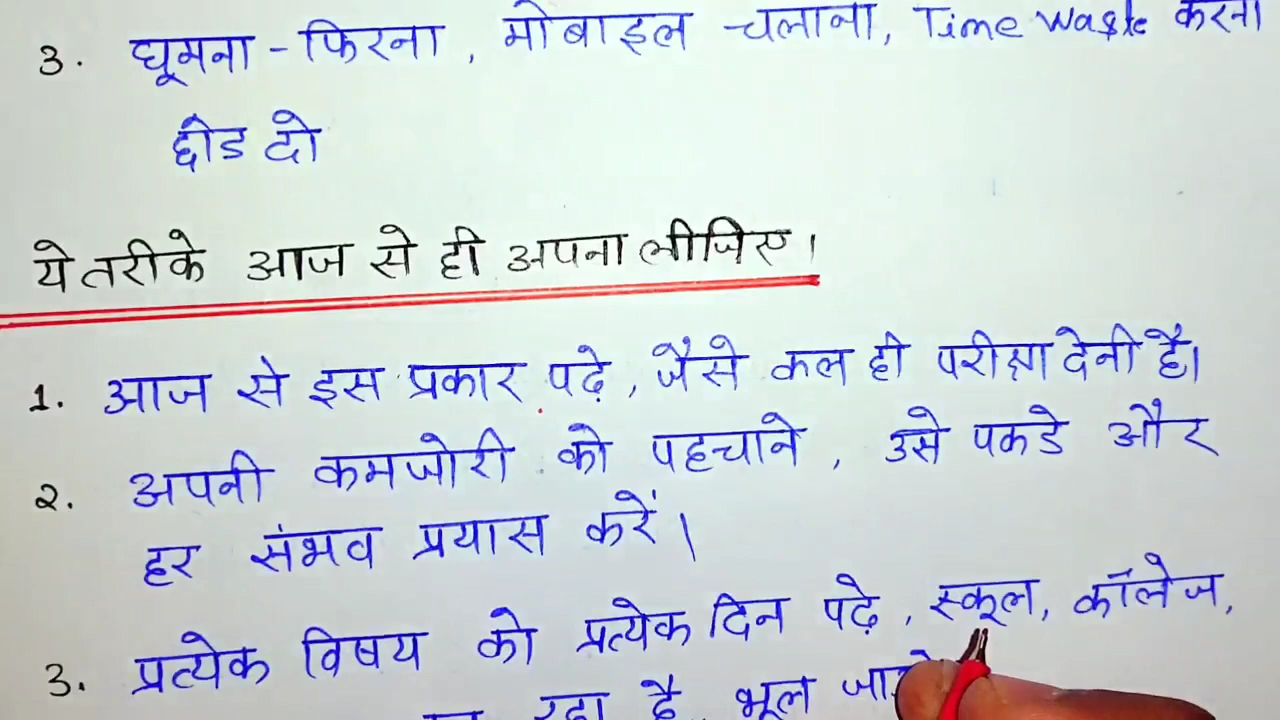 3. घूमना - फिरना, मोबाइल चलाना, Time Waste करना
छोड दो
ये तरीके आज से ही अपना लीजिए।
1. आज से इस प्रकार पढ़े, जैसे कल ही परीक्षा देनी है।
2. अपनी कमजोरी को पहचाने, उसे पकडे और
हर संभव प्रयास करें।
3. प्रत्येक विषय को प्रत्येक दिन पढ़े, स्कूल, कॉलेज,
रहा है, भूल